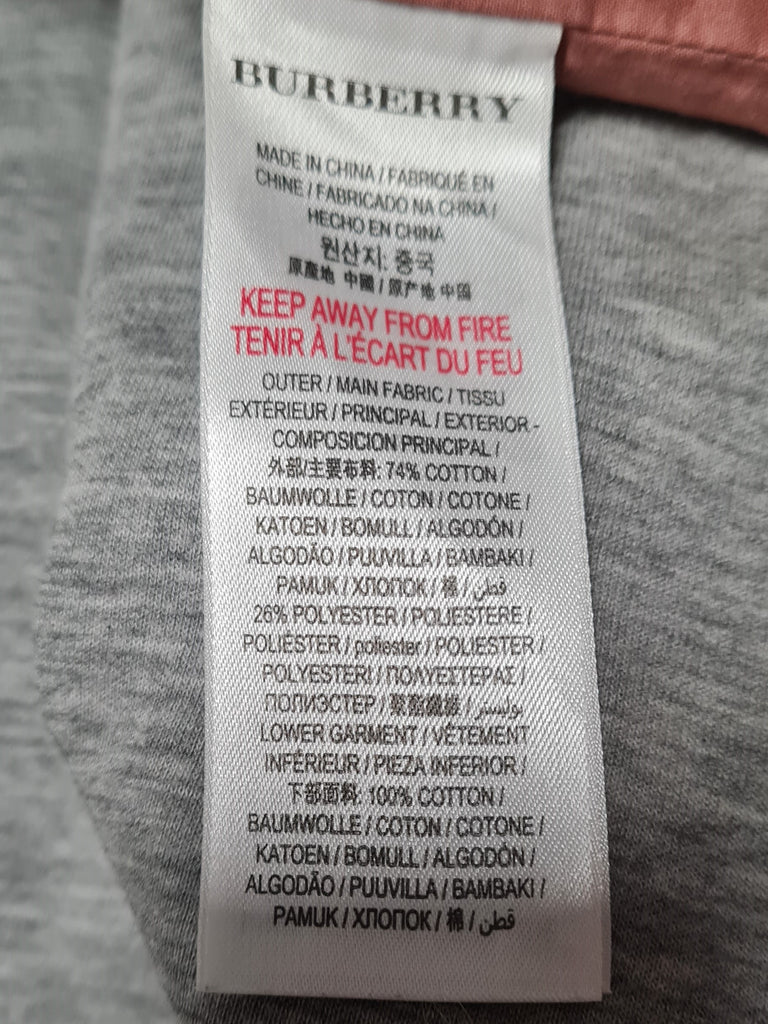 BURBERRY
MADE IN CHINA / FABRIQUÉ EN
CHINE / FABRICADO NA CHINA /
HECHO EN CHINA
원산지: 중국
原產地 中國 / 原产地 中国
KEEP AWAY FROM FIRE
TENIR À L'ÉCART DU FEU
OUTER / MAIN FABRIC / TISSU
EXTÉRIEUR / PRINCIPAL / EXTERIOR -
COMPOSICION PRINCIPAL /
外部/主要布料: 74% COTTON /
BAUMWOLLE / COTON / COTONE /
KATOEN / BOMULL / ALGODÓN /
ALGODÃO / PUUVILLA / BAMBAKI /
PAMUK / ХЛОПОК / 棉 / قطن
26% POLYESTER / POLIESTERE /
POLIÉSTER / poliester / POLIESTER /
POLYESTERI / ΠΟΛΥΕΣΤΕΡΑΣ /
ПОЛИЭСТЕР / 聚酯纖維 / بوليستر
LOWER GARMENT / VÊTEMENT
INFÉRIEUR / PIEZA INFERIOR /
下部面料: 100% COTTON /
BAUMWOLLE / COTON / COTONE /
KATOEN / BOMULL / ALGODÓN /
ALGODÃO / PUUVILLA / BAMBAKI /
PAMUK / ХЛОПОК / 棉 / قطن